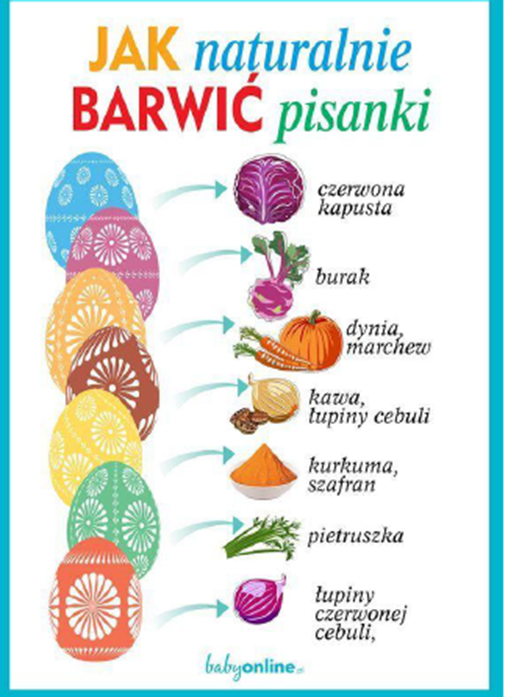 JAK naturalnie
BARWIĆ pisanki
czerwona
kapusta
burak
dynia,
marchew
kawa,
łupiny cebuli
kurkuma,
szafran
pietruszka
łupiny
czerwonej
cebuli,
babyonline